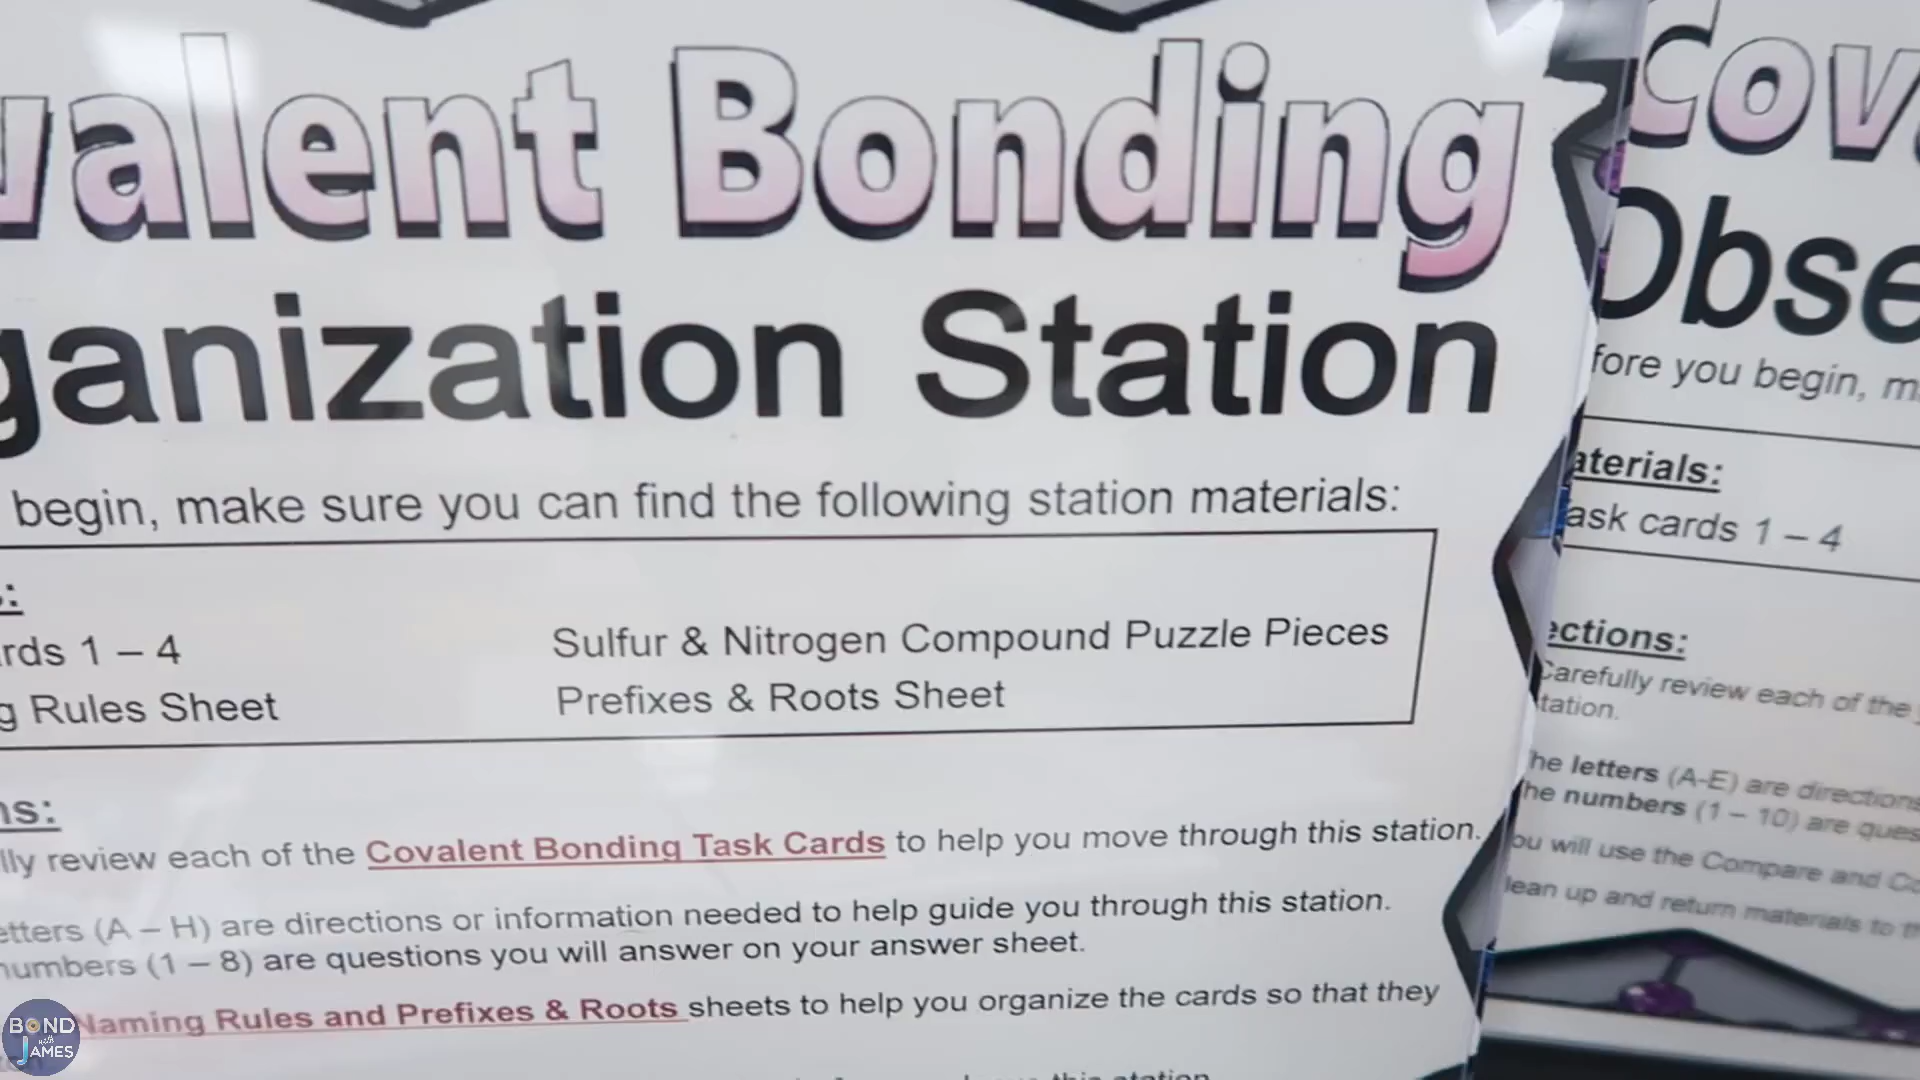 valent Bonding
ganization Station
begin, make sure you can find the following station materials:
s:
rds 1 – 4
Sulfur & Nitrogen Compound Puzzle Pieces
g Rules Sheet
Prefixes & Roots Sheet
ns:
lly review each of the Covalent Bonding Task Cards to help you move through this station.
etters (A – H) are directions or information needed to help guide you through this station.
numbers (1 – 8) are questions you will answer on your answer sheet.
Naming Rules and Prefixes & Roots sheets to help you organize the cards so that they
this station
Cov
Obse
fore you begin, m
aterials:
ask cards 1 – 4
ections:
Carefully review each of the
tation.
he letters (A-E) are directions
he numbers (1 – 10) are ques
ou will use the Compare and Co
lean up and return materials to th
BOND
with
JAMES